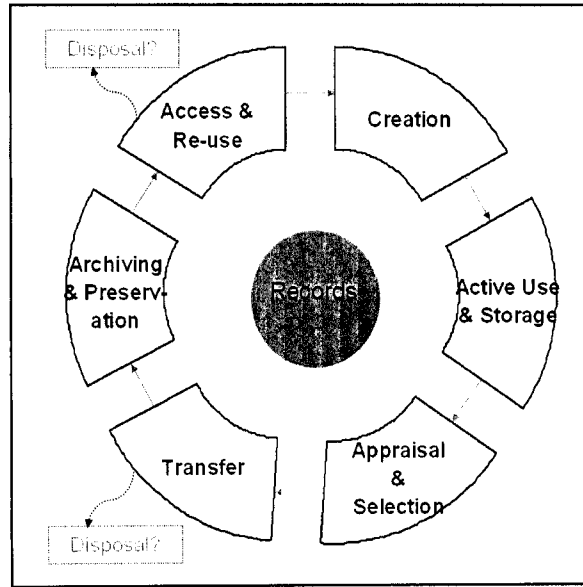 Disposal?
Access &
Re-use
Creation
Archiving
& Preserv-
ation
Records
Active Use
& Storage
Transfer
Appraisal
&
Selection
Disposal?